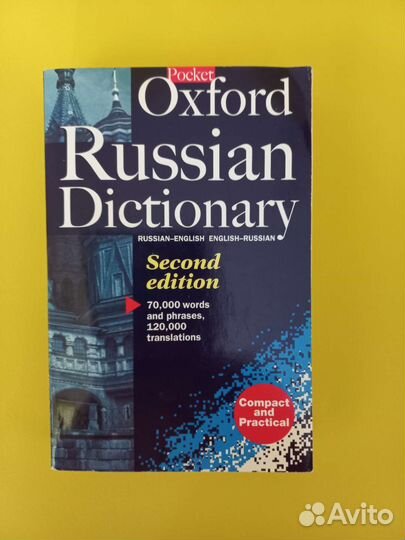 Pocket
Oxford
Russian
Dictionary
RUSSIAN–ENGLISH ENGLISH–RUSSIAN
Second
edition
70,000 words
and phrases,
120,000
translations
Compact
and
Practical
Avito